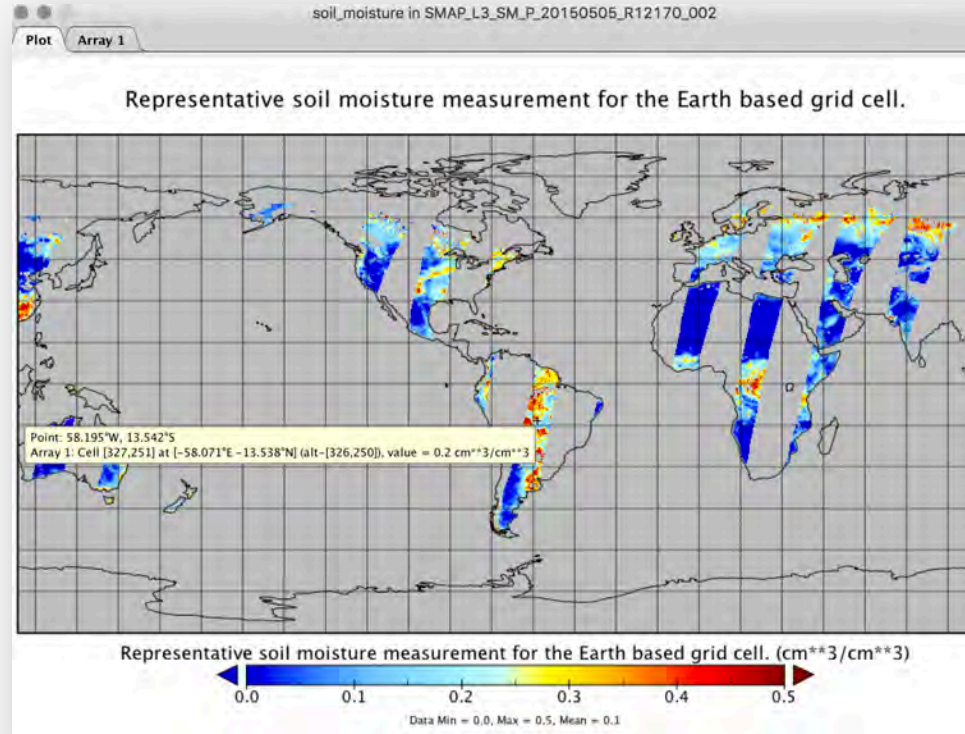 soil_moisture in SMAP_L3_SM_P_20150505_R12170_002
Plot Array 1
Representative soil moisture measurement for the Earth based grid cell.
Point: 58.195°W, 13.542°S
Array 1: Cell [327,251] at [−58.071°E −13.538°N] (alt-[326,250]), value = 0.2 cm**3/cm**3
Representative soil moisture measurement for the Earth based grid cell. (cm**3/cm**3)
0.0 0.1 0.2 0.3 0.4 0.5
Data Min = 0.0, Max = 0.5, Mean = 0.1